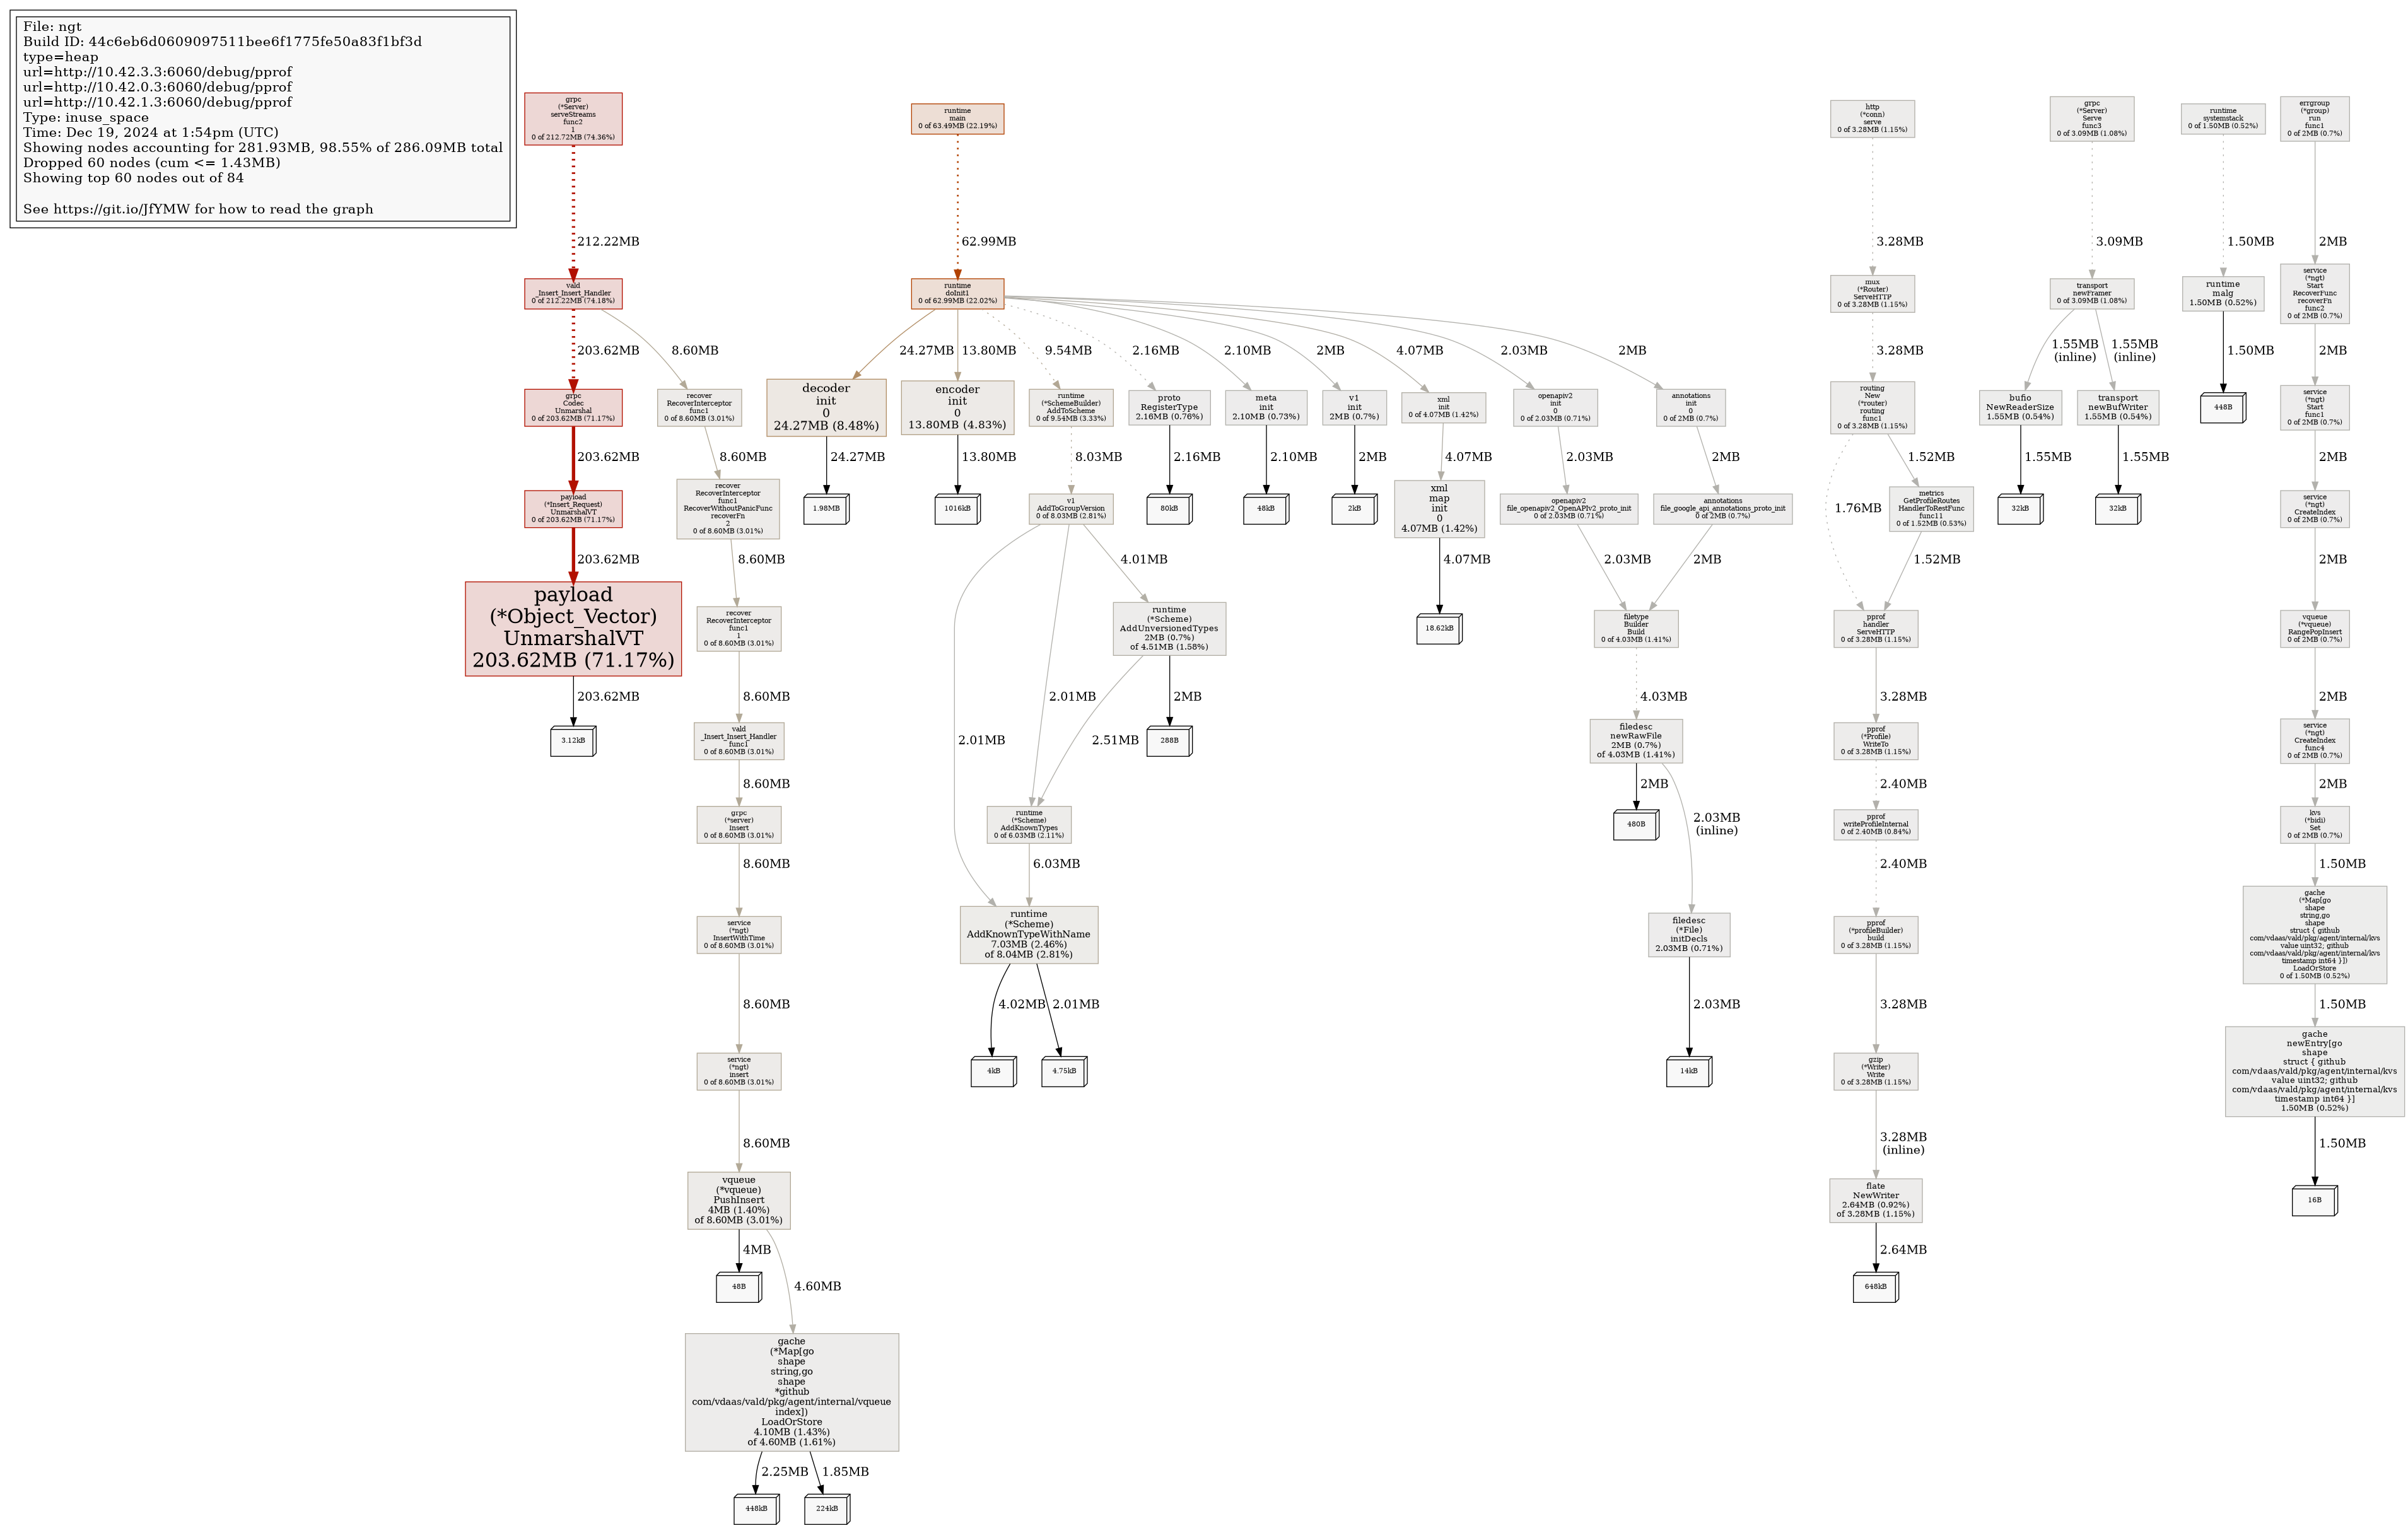 File: ngt
Build ID: 44c6eb6d0609097511bee6f1775fe50a83f1bf3d
type=heap
url=http://10.42.3.3:6060/debug/pprof
url=http://10.42.0.3:6060/debug/pprof
url=http://10.42.1.3:6060/debug/pprof
Type: inuse_space
Time: Dec 19, 2024 at 1:54pm (UTC)
Showing nodes accounting for 281.93MB, 98.55% of 286.09MB total
Dropped 60 nodes (cum <= 1.43MB)
Showing top 60 nodes out of 84
See https://git.io/JfYMW for how to read the graph
grpc
(*Server)
serveStreams
func2
1
0 of 212.72MB (74.36%)
212.22MB
vald
_Insert_Insert_Handler
0 of 212.22MB (74.18%)
203.62MB
8.60MB
grpc
Codec
Unmarshal
0 of 203.62MB (71.17%)
203.62MB
payload
(*Insert_Request)
UnmarshalVT
0 of 203.62MB (71.17%)
203.62MB
payload
(*Object_Vector)
UnmarshalVT
203.62MB (71.17%)
203.62MB
3.12kB
recover
RecoverInterceptor
func1
0 of 8.60MB (3.01%)
8.60MB
recover
RecoverInterceptor
func1
RecoverWithoutPanicFunc
recoverFn
2
0 of 8.60MB (3.01%)
8.60MB
recover
RecoverInterceptor
func1
1
0 of 8.60MB (3.01%)
8.60MB
vald
_Insert_Insert_Handler
func1
0 of 8.60MB (3.01%)
8.60MB
grpc
(*server)
Insert
0 of 8.60MB (3.01%)
8.60MB
service
(*ngt)
InsertWithTime
0 of 8.60MB (3.01%)
8.60MB
service
(*ngt)
insert
0 of 8.60MB (3.01%)
8.60MB
vqueue
(*vqueue)
PushInsert
4MB (1.40%)
of 8.60MB (3.01%)
4MB
48B
4.60MB
gache
(*Map[go
shape
string,go
shape
*github
com/vdaas/vald/pkg/agent/internal/vqueue
index])
LoadOrStore
4.10MB (1.43%)
of 4.60MB (1.61%)
2.25MB
1.85MB
448kB
224kB
runtime
main
0 of 63.49MB (22.19%)
62.99MB
runtime
doInit1
0 of 62.99MB (22.02%)
24.27MB
13.80MB
9.54MB
2.16MB
2.10MB
2MB
4.07MB
2.03MB
2MB
decoder
init
0
24.27MB (8.48%)
24.27MB
1.98MB
encoder
init
0
13.80MB (4.83%)
13.80MB
1016kB
runtime
(*SchemeBuilder)
AddToScheme
0 of 9.54MB (3.33%)
8.03MB
v1
AddToGroupVersion
0 of 8.03MB (2.81%)
2.01MB
2.01MB
4.01MB
runtime
(*Scheme)
AddUnversionedTypes
2MB (0.7%)
of 4.51MB (1.58%)
2.51MB
2MB
288B
runtime
(*Scheme)
AddKnownTypes
0 of 6.03MB (2.11%)
6.03MB
runtime
(*Scheme)
AddKnownTypeWithName
7.03MB (2.46%)
of 8.04MB (2.81%)
4.02MB
2.01MB
4kB
4.75kB
proto
RegisterType
2.16MB (0.76%)
2.16MB
80kB
meta
init
2.10MB (0.73%)
2.10MB
48kB
v1
init
2MB (0.7%)
2MB
2kB
xml
init
0 of 4.07MB (1.42%)
4.07MB
xml
map
init
0
4.07MB (1.42%)
4.07MB
18.62kB
openapiv2
init
0
0 of 2.03MB (0.71%)
2.03MB
openapiv2
file_openapiv2_OpenAPIv2_proto_init
0 of 2.03MB (0.71%)
2.03MB
annotations
init
0
0 of 2MB (0.7%)
2MB
annotations
file_google_api_annotations_proto_init
0 of 2MB (0.7%)
2MB
filetype
Builder
Build
0 of 4.03MB (1.41%)
4.03MB
filedesc
newRawFile
2MB (0.7%)
of 4.03MB (1.41%)
2MB
480B
2.03MB
(inline)
filedesc
(*File)
initDecls
2.03MB (0.71%)
2.03MB
14kB
http
(*conn)
serve
0 of 3.28MB (1.15%)
3.28MB
mux
(*Router)
ServeHTTP
0 of 3.28MB (1.15%)
3.28MB
routing
New
(*router)
routing
func1
0 of 3.28MB (1.15%)
1.76MB
1.52MB
metrics
GetProfileRoutes
HandlerToRestFunc
func11
0 of 1.52MB (0.53%)
1.52MB
pprof
handler
ServeHTTP
0 of 3.28MB (1.15%)
3.28MB
pprof
(*Profile)
WriteTo
0 of 3.28MB (1.15%)
2.40MB
pprof
writeProfileInternal
0 of 2.40MB (0.84%)
2.40MB
pprof
(*profileBuilder)
build
0 of 3.28MB (1.15%)
3.28MB
gzip
(*Writer)
Write
0 of 3.28MB (1.15%)
3.28MB
(inline)
flate
NewWriter
2.64MB (0.92%)
of 3.28MB (1.15%)
2.64MB
648kB
grpc
(*Server)
Serve
func3
0 of 3.09MB (1.08%)
3.09MB
transport
newFramer
0 of 3.09MB (1.08%)
1.55MB
(inline)
1.55MB
(inline)
bufio
NewReaderSize
1.55MB (0.54%)
1.55MB
32kB
transport
newBufWriter
1.55MB (0.54%)
1.55MB
32kB
runtime
systemstack
0 of 1.50MB (0.52%)
1.50MB
runtime
malg
1.50MB (0.52%)
1.50MB
448B
errgroup
(*group)
run
func1
0 of 2MB (0.7%)
2MB
service
(*ngt)
Start
RecoverFunc
recoverFn
func2
0 of 2MB (0.7%)
2MB
service
(*ngt)
Start
func1
0 of 2MB (0.7%)
2MB
service
(*ngt)
CreateIndex
0 of 2MB (0.7%)
2MB
vqueue
(*vqueue)
RangePopInsert
0 of 2MB (0.7%)
2MB
service
(*ngt)
CreateIndex
func4
0 of 2MB (0.7%)
2MB
kvs
(*bidi)
Set
0 of 2MB (0.7%)
1.50MB
gache
(*Map[go
shape
string,go
shape
struct { github
com/vdaas/vald/pkg/agent/internal/kvs
value uint32; github
com/vdaas/vald/pkg/agent/internal/kvs
timestamp int64 }])
LoadOrStore
0 of 1.50MB (0.52%)
1.50MB
gache
newEntry[go
shape
struct { github
com/vdaas/vald/pkg/agent/internal/kvs
value uint32; github
com/vdaas/vald/pkg/agent/internal/kvs
timestamp int64 }]
1.50MB (0.52%)
1.50MB
16B